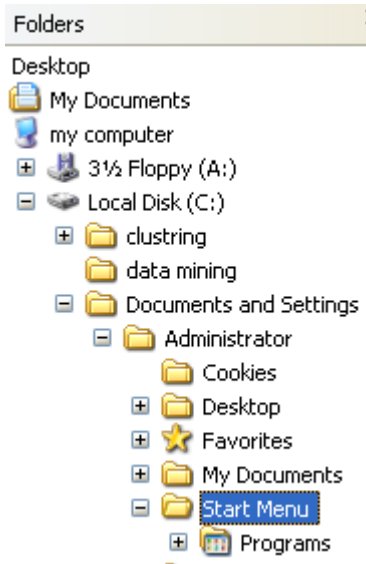 Folders
Desktop
My Documents
my computer
3½ Floppy (A:)
Local Disk (C:)
clustring
data mining
Documents and Settings
Administrator
Cookies
Desktop
Favorites
My Documents
Start Menu
Programs